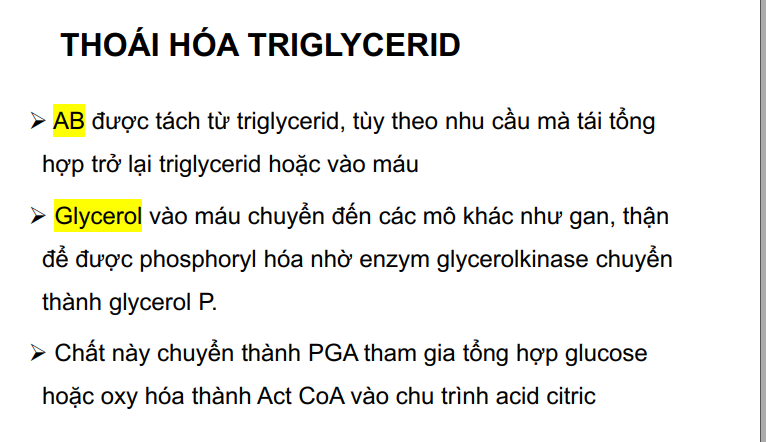 THOÁI HÓA TRIGLYCERID
➢ AB được tách từ triglycerid, tùy theo nhu cầu mà tái tổng
hợp trở lại triglycerid hoặc vào máu
➢ Glycerol vào máu chuyển đến các mô khác như gan, thận
để được phosphoryl hóa nhờ enzym glycerolkinase chuyển
thành glycerol P.
➢ Chất này chuyển thành PGA tham gia tổng hợp glucose
hoặc oxy hóa thành Act CoA vào chu trình acid citric